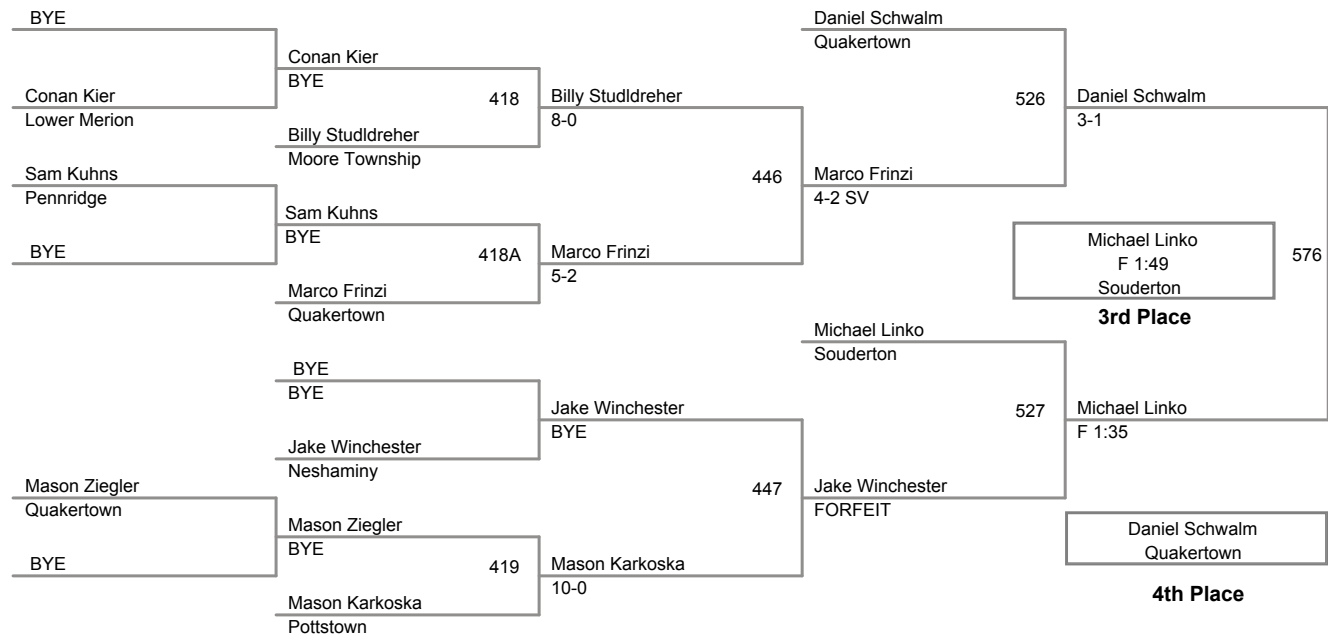 BYE
Conan Kier
Lower Merion
Sam Kuhns
Pennridge
BYE
Mason Ziegler
Quakertown
BYE
Conan Kier
BYE
418
Billy Studldreher
Moore Township
Sam Kuhns
BYE
418A
Marco Frinzi
Quakertown
BYE
BYE
Jake Winchester
Neshaminy
Mason Ziegler
BYE
419
Mason Karkoska
Pottstown
Billy Studldreher
8-0
446
Marco Frinzi
5-2
Jake Winchester
BYE
447
Mason Karkoska
10-0
Daniel Schwalm
Quakertown
526
Marco Frinzi
4-2 SV
Michael Linko
Souderton
527
Jake Winchester
FORFEIT
Daniel Schwalm
3-1
Michael Linko
F 1:49
Souderton
576
3rd Place
Michael Linko
F 1:35
Daniel Schwalm
Quakertown
4th Place